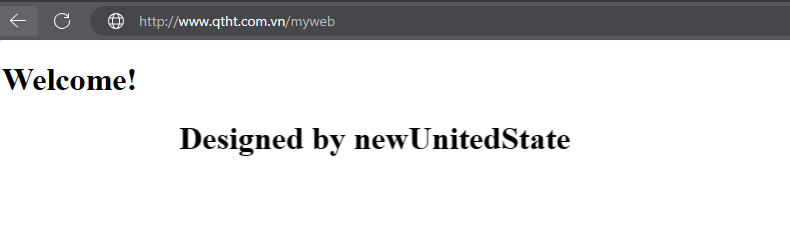 http://www.qtht.com.vn/myweb
Welcome!
Designed by newUnitedState